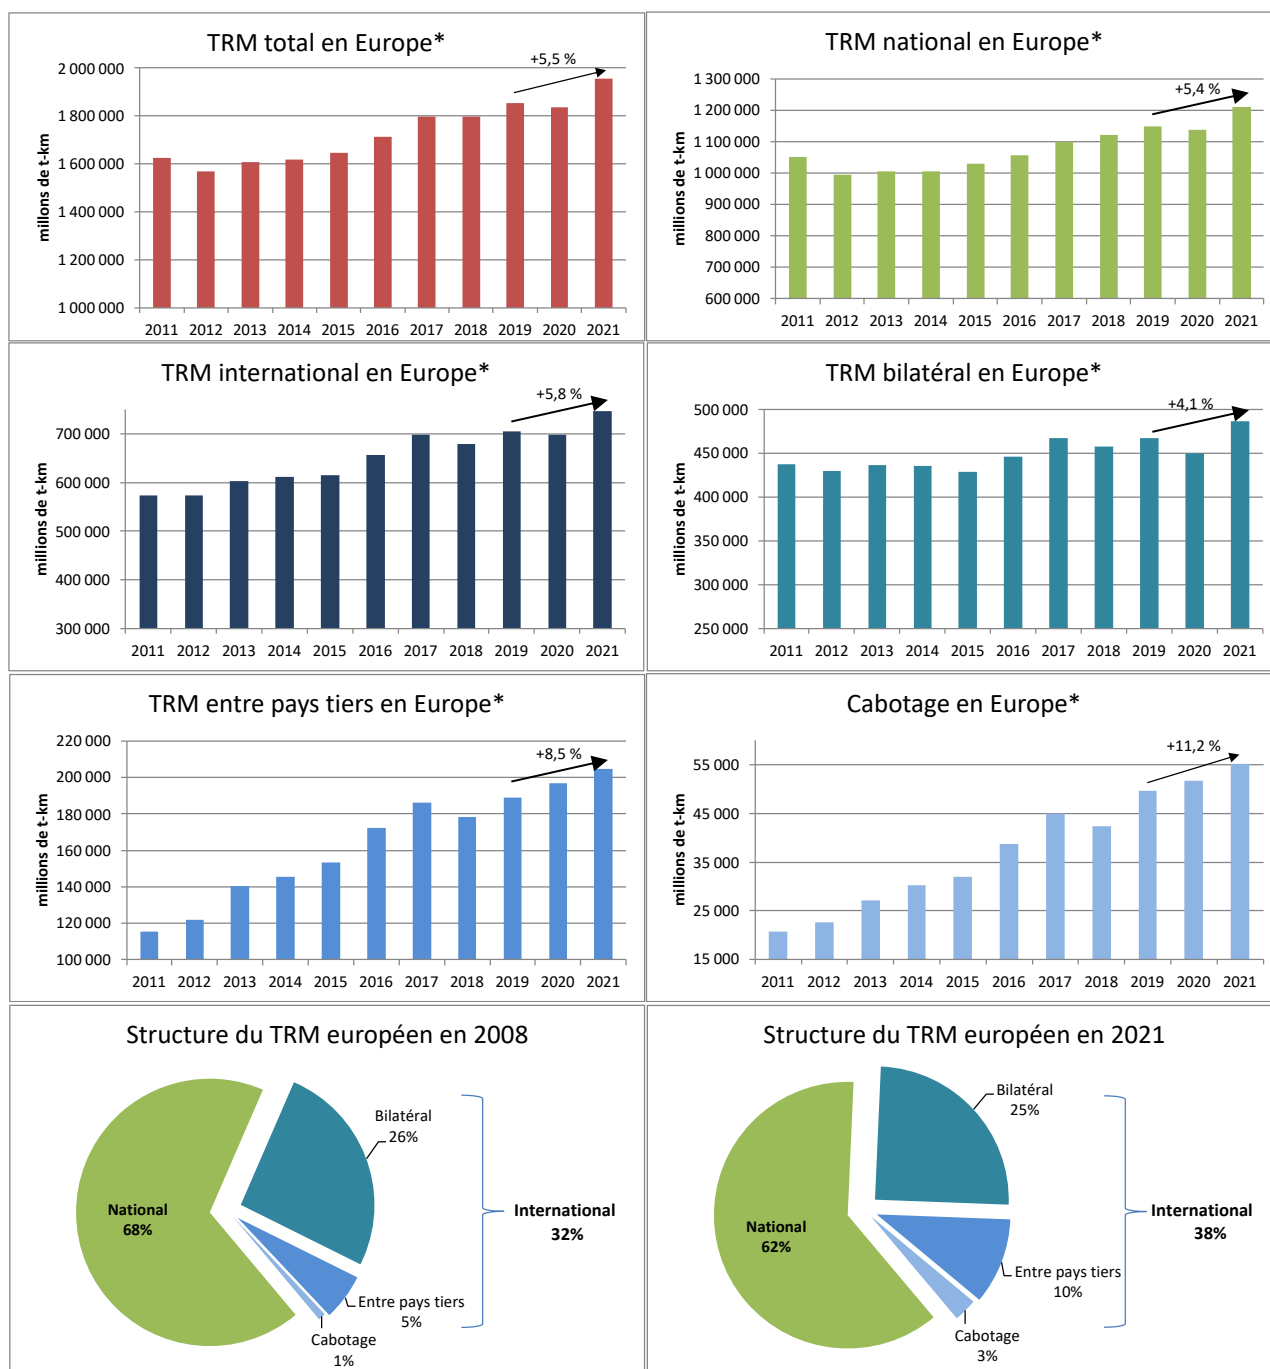 TRM total en Europe*
+5,5 %
millons de t-km
2 000 000
1 800 000
1 600 000
1 400 000
1 200 000
1 000 000
2011 2012 2013 2014 2015 2016 2017 2018 2019 2020 2021
TRM national en Europe*
+5,4 %
millions de t-km
1 300 000
1 200 000
1 100 000
1 000 000
900 000
800 000
700 000
600 000
2011 2012 2013 2014 2015 2016 2017 2018 2019 2020 2021
TRM international en Europe*
+5,8 %
millions de t-km
700 000
600 000
500 000
400 000
300 000
2011 2012 2013 2014 2015 2016 2017 2018 2019 2020 2021
TRM bilatéral en Europe*
+4,1 %
millions de t-km
500 000
450 000
400 000
350 000
300 000
250 000
2011 2012 2013 2014 2015 2016 2017 2018 2019 2020 2021
TRM entre pays tiers en Europe*
+8,5 %
millions de t-km
220 000
200 000
180 000
160 000
140 000
120 000
100 000
2011 2012 2013 2014 2015 2016 2017 2018 2019 2020 2021
Cabotage en Europe*
+11,2 %
millions de t-km
55 000
45 000
35 000
25 000
15 000
2011 2012 2013 2014 2015 2016 2017 2018 2019 2020 2021
Structure du TRM européen en 2008
Bilatéral
26%
National
68%
International
32%
Entre pays tiers
5%
Cabotage
1%
Structure du TRM européen en 2021
Bilatéral
25%
National
62%
International
38%
Entre pays tiers
10%
Cabotage
3%